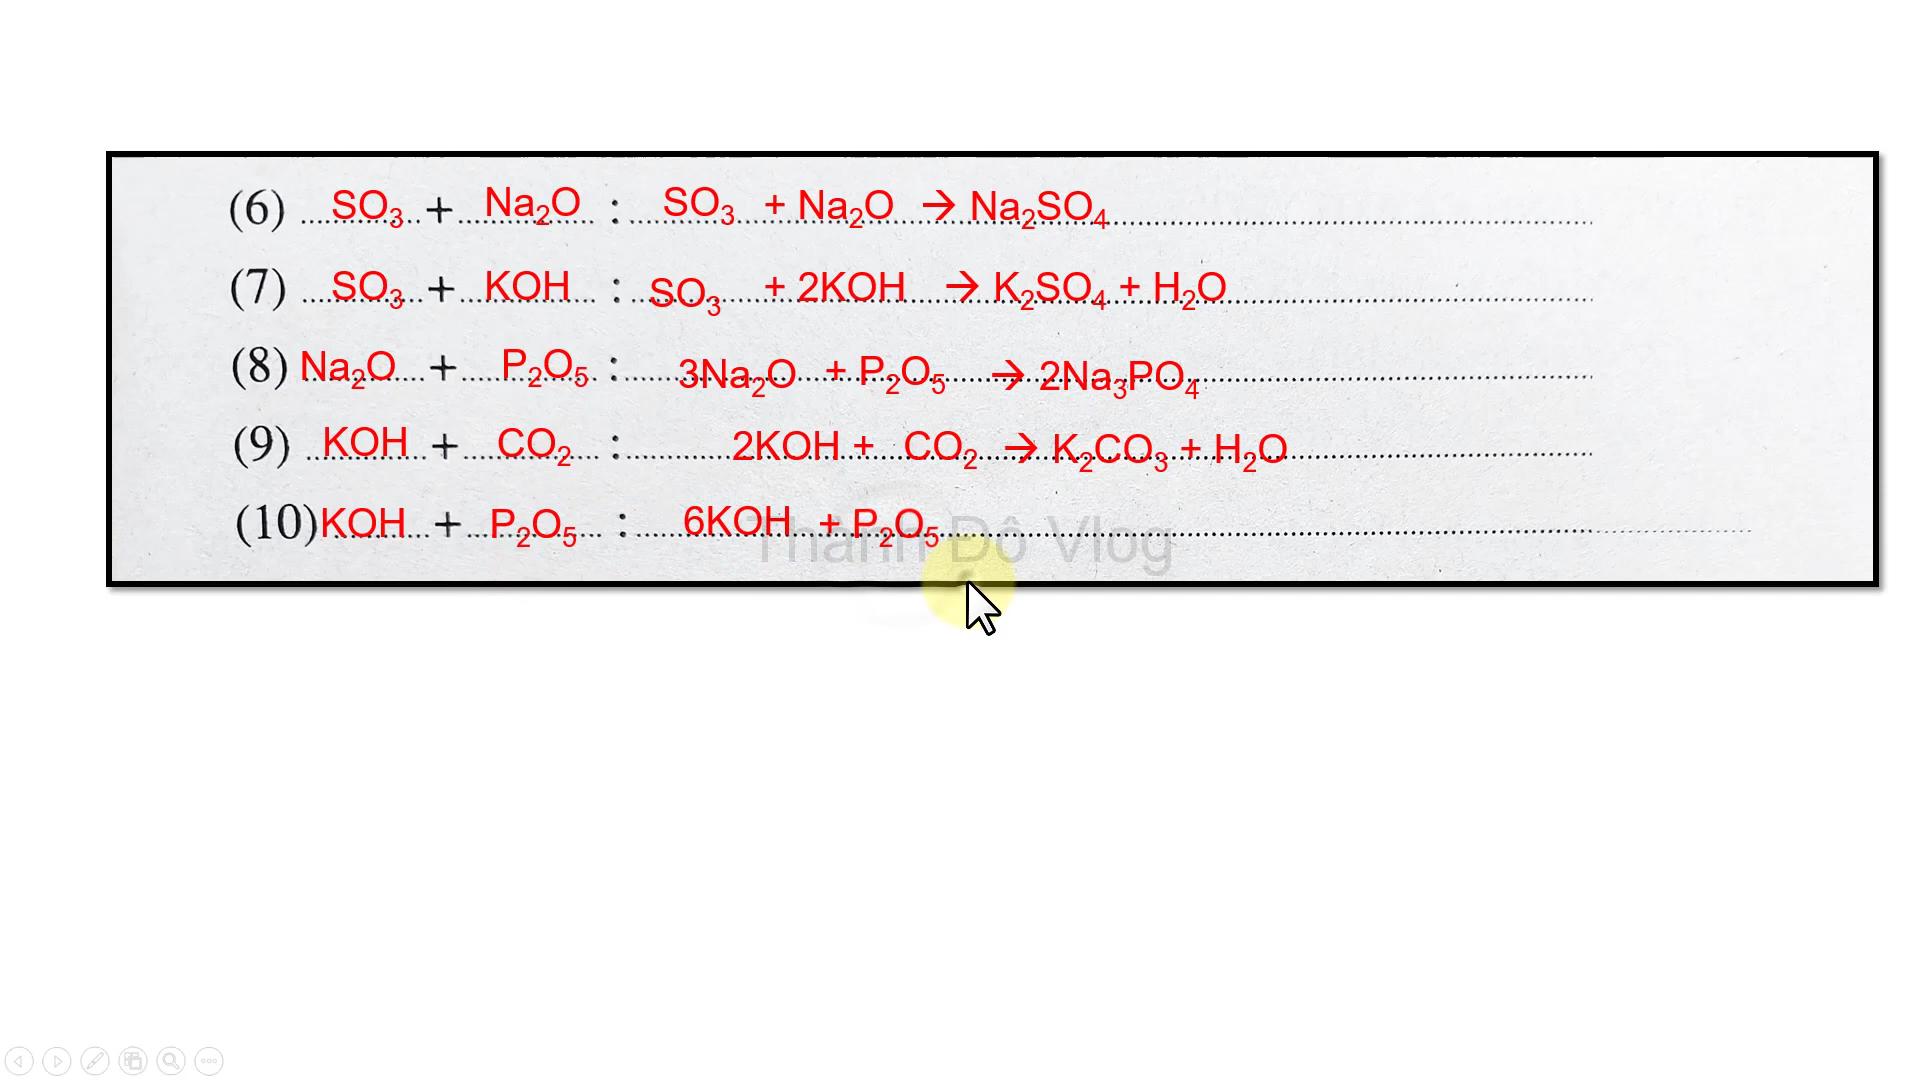 (6) SO₃ + Na₂O : SO₃ + Na₂O → Na₂SO₄
(7) SO₃ + KOH : SO₃ + 2KOH → K₂SO₄ + H₂O
(8) Na₂O + P₂O₅ : 3Na₂O + P₂O₅ → 2Na₃PO₄
(9) KOH + CO₂ : 2KOH + CO₂ → K₂CO₃ + H₂O
(10) KOH + P₂O₅ : 6KOH + P₂O₅
Thành Đô Vlog